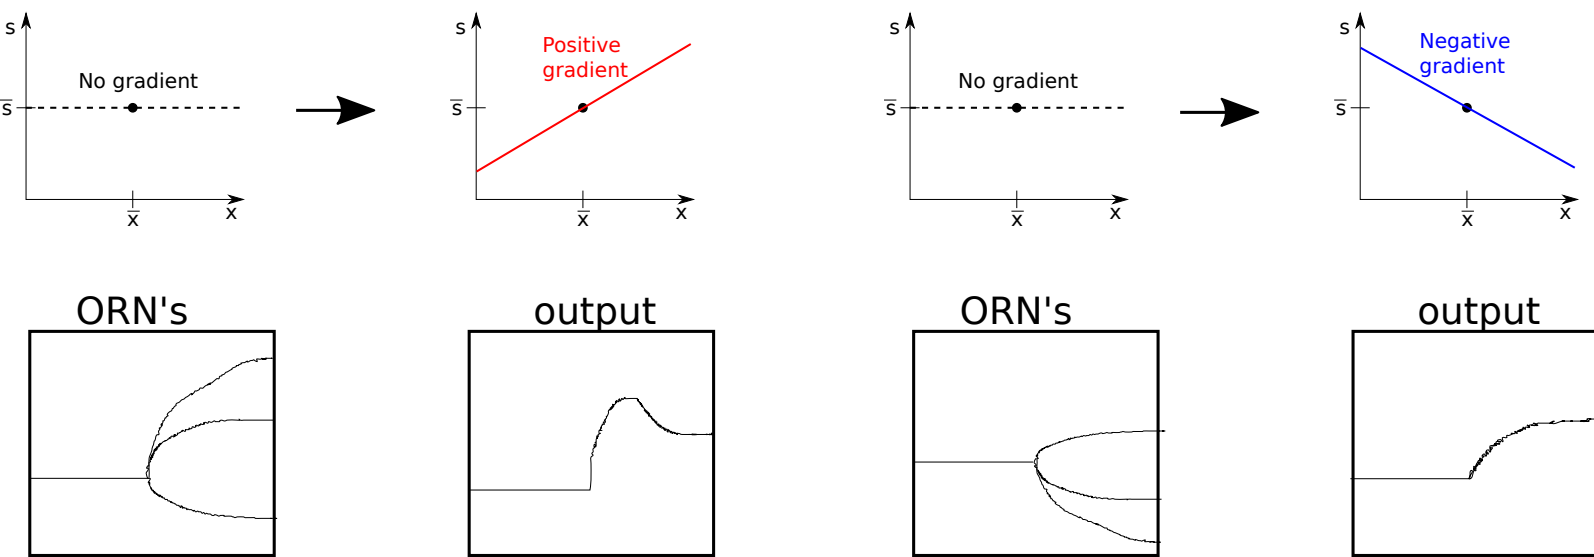 s
No gradient
s̅
x̅
x
s
Positive
gradient
s̅
x̅
x
s
No gradient
s̅
x̅
x
s
Negative
gradient
s̅
x̅
x
ORN's
output
ORN's
output